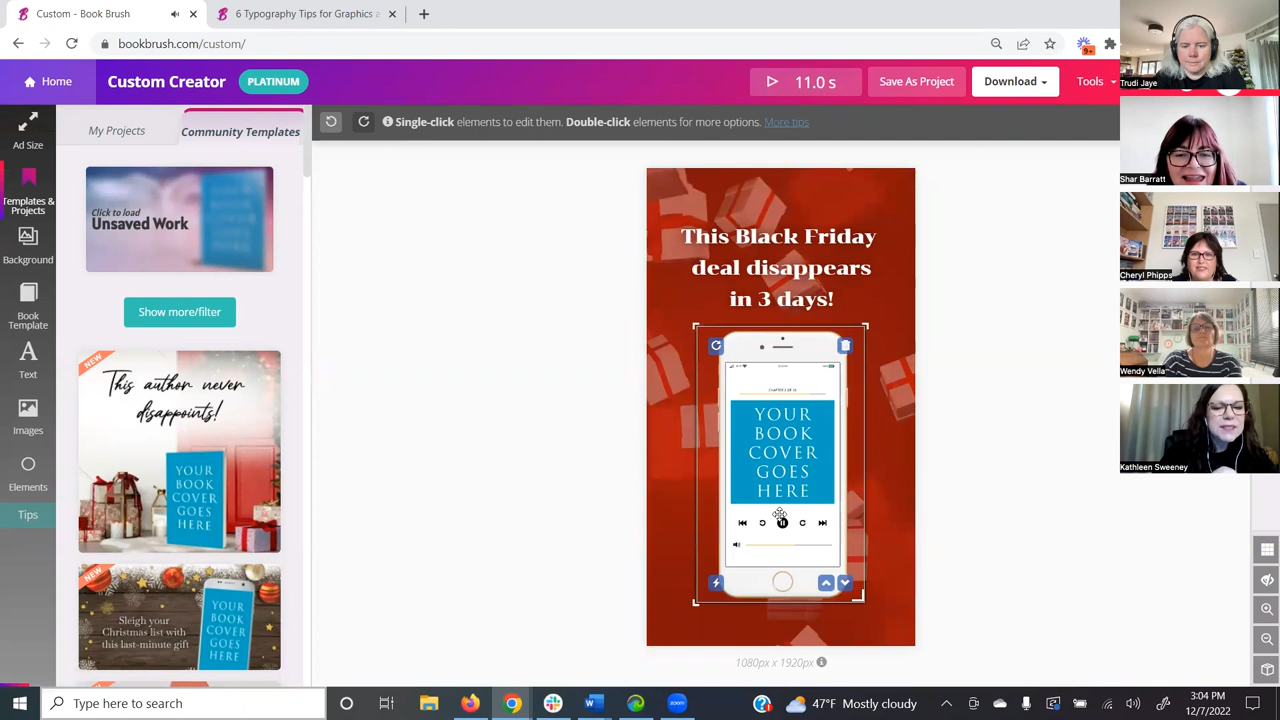 Custom - Book Brush
6 Typography Tips for Graphics a
bookbrush.com/custom/
9+
Home
Custom Creator
PLATINUM
11.0 s
Save As Project
Download
Tools
Ad Size
Templates & Projects
Background
Book Template
Text
Images
Elements
Tips
My Projects
Community Templates
Click to load
Unsaved Work
Show more/filter
NEW
This author never
disappoints!
YOUR
BOOK
COVER
GOES
HERE
NEW
Sleigh your
Christmas list with
this last-minute gift
YOUR
BOOK
COVER
GOES
HERE
Single-click elements to edit them. Double-click elements for more options. More tips
This Black Friday
deal disappears
in 3 days!
YOUR
BOOK
COVER
GOES
HERE
1080px x 1920px
Trudi Jaye
Shar Barratt
Cheryl Phipps
Wendy Vella
Kathleen Sweeney
Type here to search
zoom
47°F Mostly cloudy
3:04 PM
12/7/2022